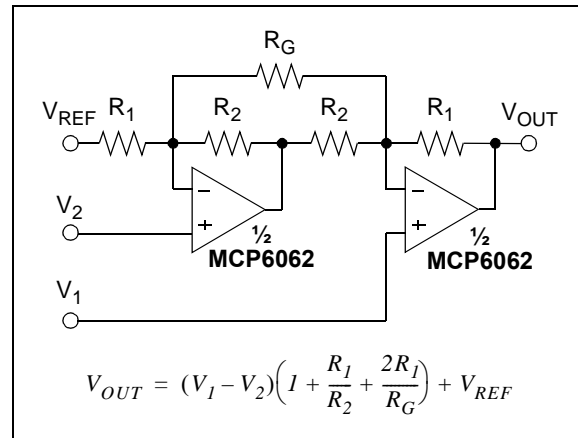 R_G
V_REF R_1 R_2 R_2 R_1 V_OUT
V_2 − + ½ MCP6062
− + ½ MCP6062
V_1
V_OUT = (V_1 − V_2)(1 + R_1/R_2 + 2R_1/R_G) + V_REF